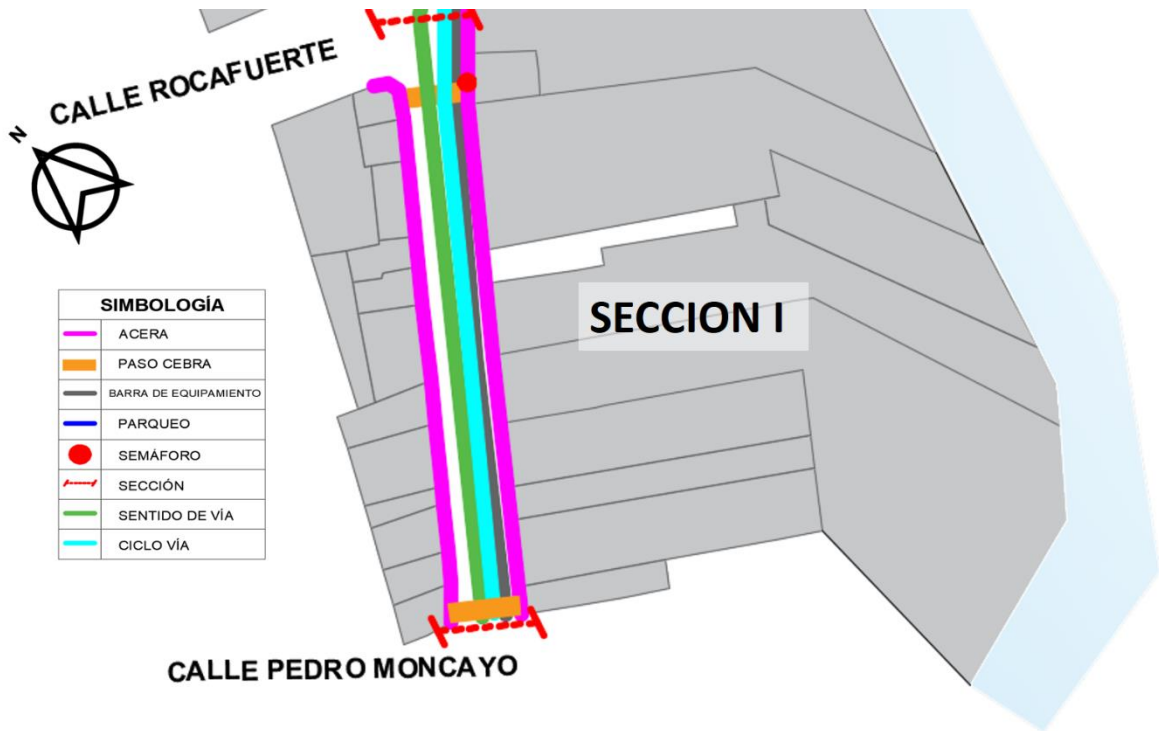 CALLE ROCAFUERTE
N
SECCION I
SIMBOLOGÍA
ACERA
PASO CEBRA
BARRA DE EQUIPAMIENTO
PARQUEO
SEMÁFORO
SECCIÓN
SENTIDO DE VÍA
CICLO VÍA
CALLE PEDRO MONCAYO